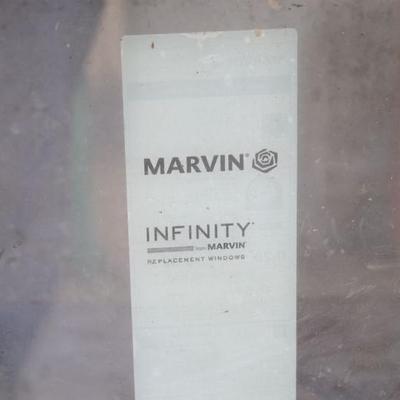 MARVIN®
INFINITY®
from MARVIN
REPLACEMENT WINDOWS